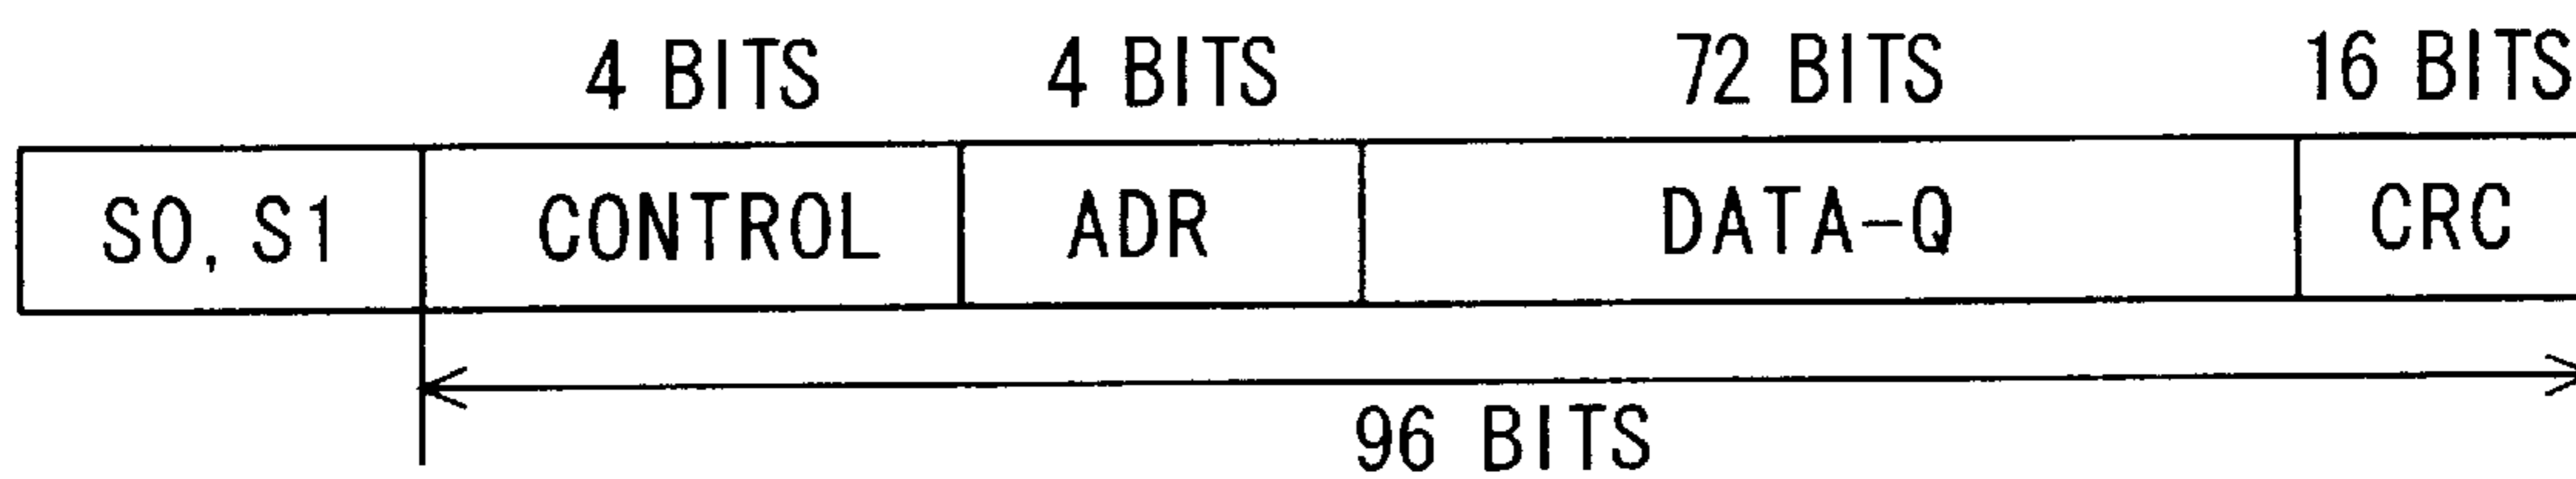 4 BITS 4 BITS 72 BITS 16 BITS
S0, S1 CONTROL ADR DATA-Q CRC
96 BITS